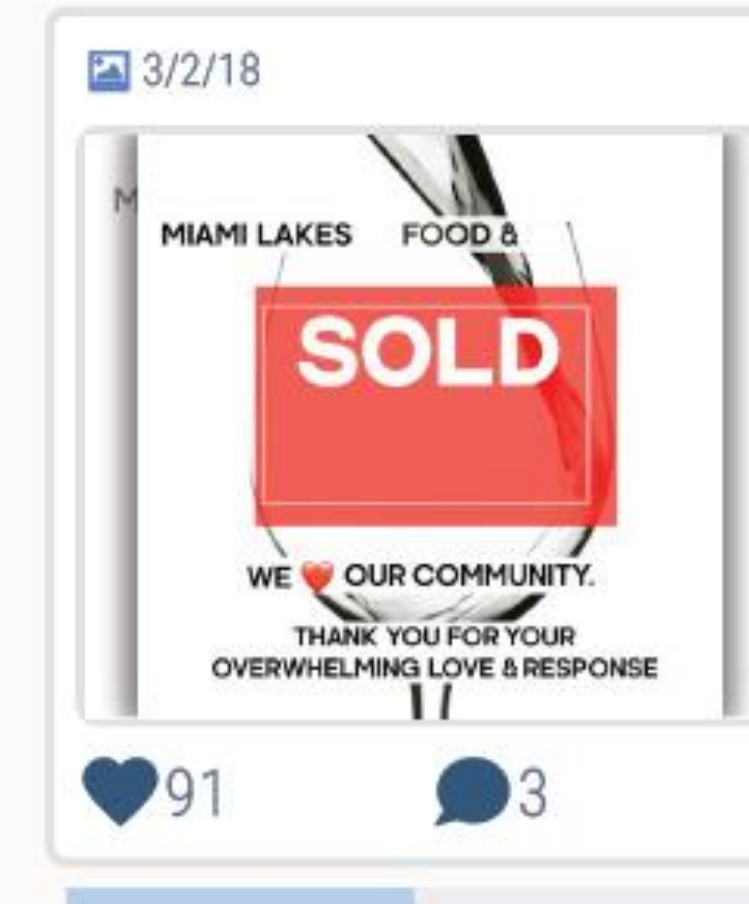 3/2/18
M
MIAMI LAKES FOOD &
SOLD
WE ❤️ OUR COMMUNITY.
THANK YOU FOR YOUR
OVERWHELMING LOVE & RESPONSE
91 3